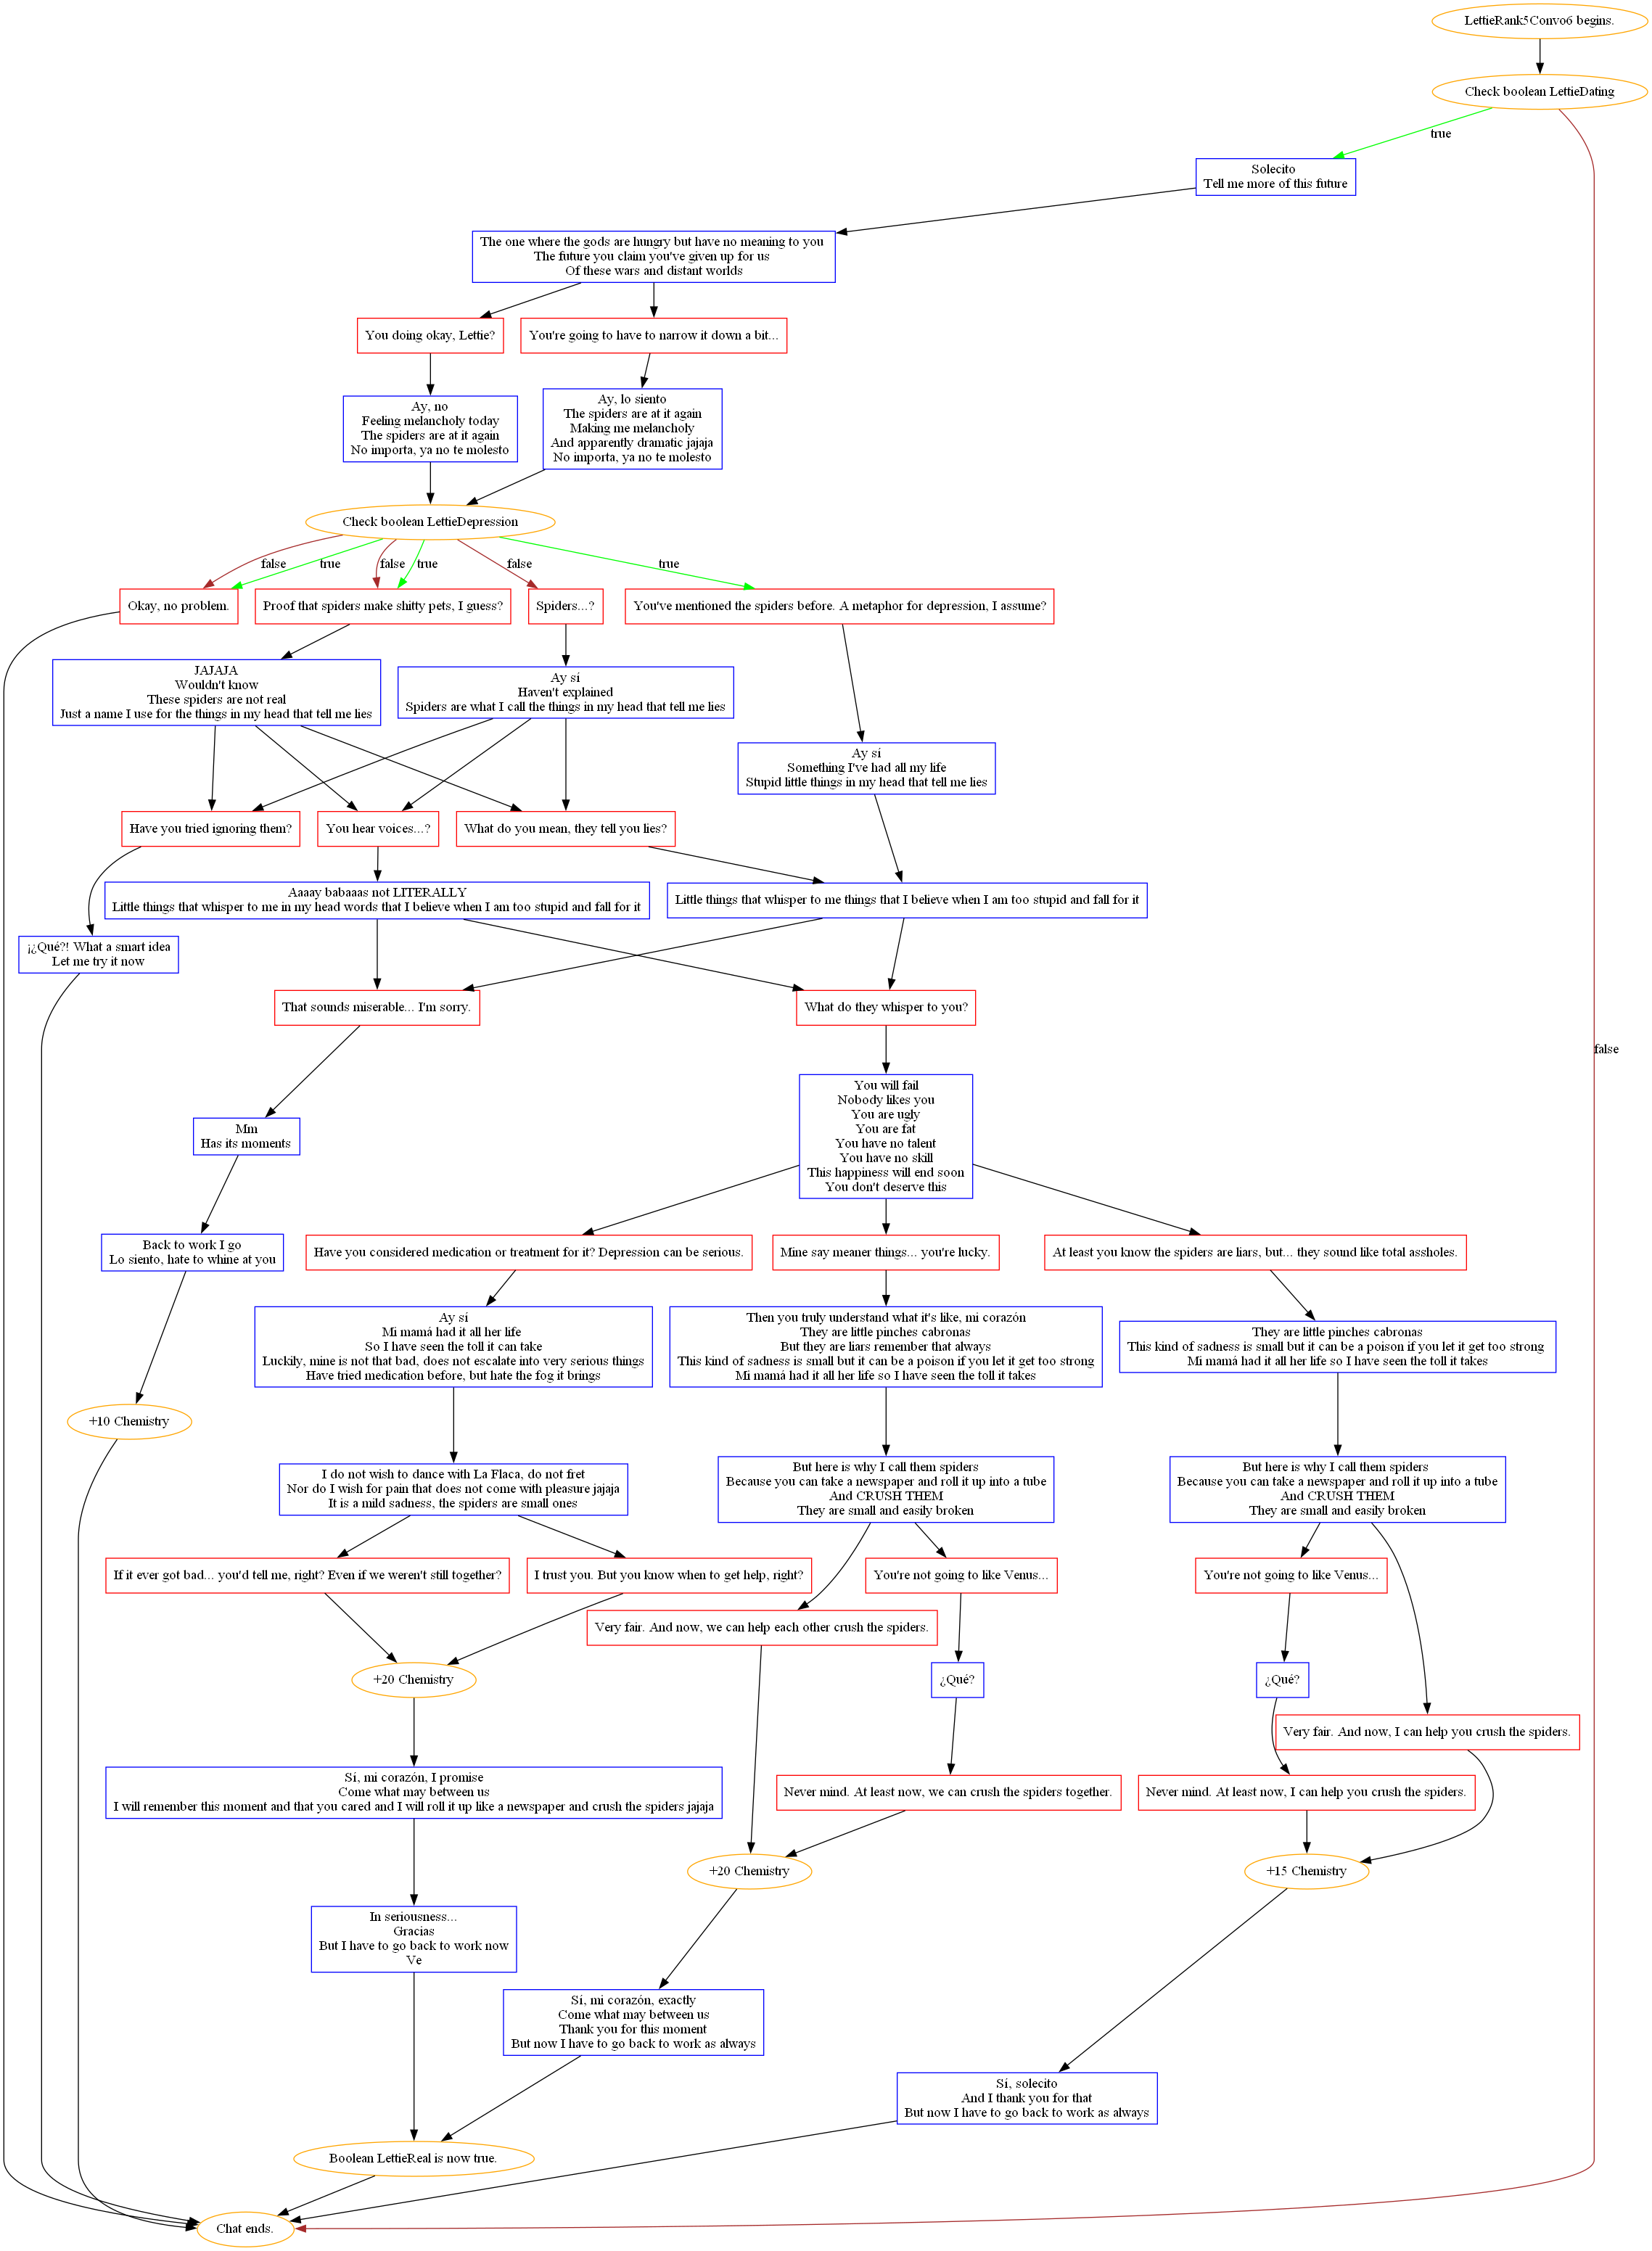 LettieRank5Convo6 begins.
Check boolean LettieDating
true
Solecito
Tell me more of this future
The one where the gods are hungry but have no meaning to you
The future you claim you've given up for us
Of these wars and distant worlds
You doing okay, Lettie?
You're going to have to narrow it down a bit...
Ay, no
Feeling melancholy today
The spiders are at it again
No importa, ya no te molesto
Ay, lo siento
The spiders are at it again
Making me melancholy
And apparently dramatic jajaja
No importa, ya no te molesto
Check boolean LettieDepression
false
true
false
true
false
true
Okay, no problem.
Proof that spiders make shitty pets, I guess?
Spiders...?
You've mentioned the spiders before. A metaphor for depression, I assume?
JAJAJA
Wouldn't know
These spiders are not real
Just a name I use for the things in my head that tell me lies
Ay sí
Haven't explained
Spiders are what I call the things in my head that tell me lies
Ay sí
Something I've had all my life
Stupid little things in my head that tell me lies
Have you tried ignoring them?
You hear voices...?
What do you mean, they tell you lies?
Aaaay babaaas not LITERALLY
Little things that whisper to me in my head words that I believe when I am too stupid and fall for it
Little things that whisper to me things that I believe when I am too stupid and fall for it
¡¿Qué?! What a smart idea
Let me try it now
That sounds miserable... I'm sorry.
What do they whisper to you?
false
Mm
Has its moments
You will fail
Nobody likes you
You are ugly
You are fat
You have no talent
You have no skill
This happiness will end soon
You don't deserve this
Back to work I go
Lo siento, hate to whine at you
Have you considered medication or treatment for it? Depression can be serious.
Mine say meaner things... you're lucky.
At least you know the spiders are liars, but... they sound like total assholes.
Ay sí
Mi mamá had it all her life
So I have seen the toll it can take
Luckily, mine is not that bad, does not escalate into very serious things
Have tried medication before, but hate the fog it brings
Then you truly understand what it's like, mi corazón
They are little pinches cabronas
But they are liars remember that always
This kind of sadness is small but it can be a poison if you let it get too strong
Mi mamá had it all her life so I have seen the toll it takes
They are little pinches cabronas
This kind of sadness is small but it can be a poison if you let it get too strong
Mi mamá had it all her life so I have seen the toll it takes
+10 Chemistry
I do not wish to dance with La Flaca, do not fret
Nor do I wish for pain that does not come with pleasure jajaja
It is a mild sadness, the spiders are small ones
But here is why I call them spiders
Because you can take a newspaper and roll it up into a tube
And CRUSH THEM
They are small and easily broken
But here is why I call them spiders
Because you can take a newspaper and roll it up into a tube
And CRUSH THEM
They are small and easily broken
If it ever got bad... you'd tell me, right? Even if we weren't still together?
I trust you. But you know when to get help, right?
You're not going to like Venus...
You're not going to like Venus...
Very fair. And now, we can help each other crush the spiders.
+20 Chemistry
¿Qué?
¿Qué?
Very fair. And now, I can help you crush the spiders.
Sí, mi corazón, I promise
Come what may between us
I will remember this moment and that you cared and I will roll it up like a newspaper and crush the spiders jajaja
Never mind. At least now, we can crush the spiders together.
Never mind. At least now, I can help you crush the spiders.
+20 Chemistry
+15 Chemistry
In seriousness...
Gracias
But I have to go back to work now
Ve
Sí, mi corazón, exactly
Come what may between us
Thank you for this moment
But now I have to go back to work as always
Sí, solecito
And I thank you for that
But now I have to go back to work as always
Boolean LettieReal is now true.
Chat ends.